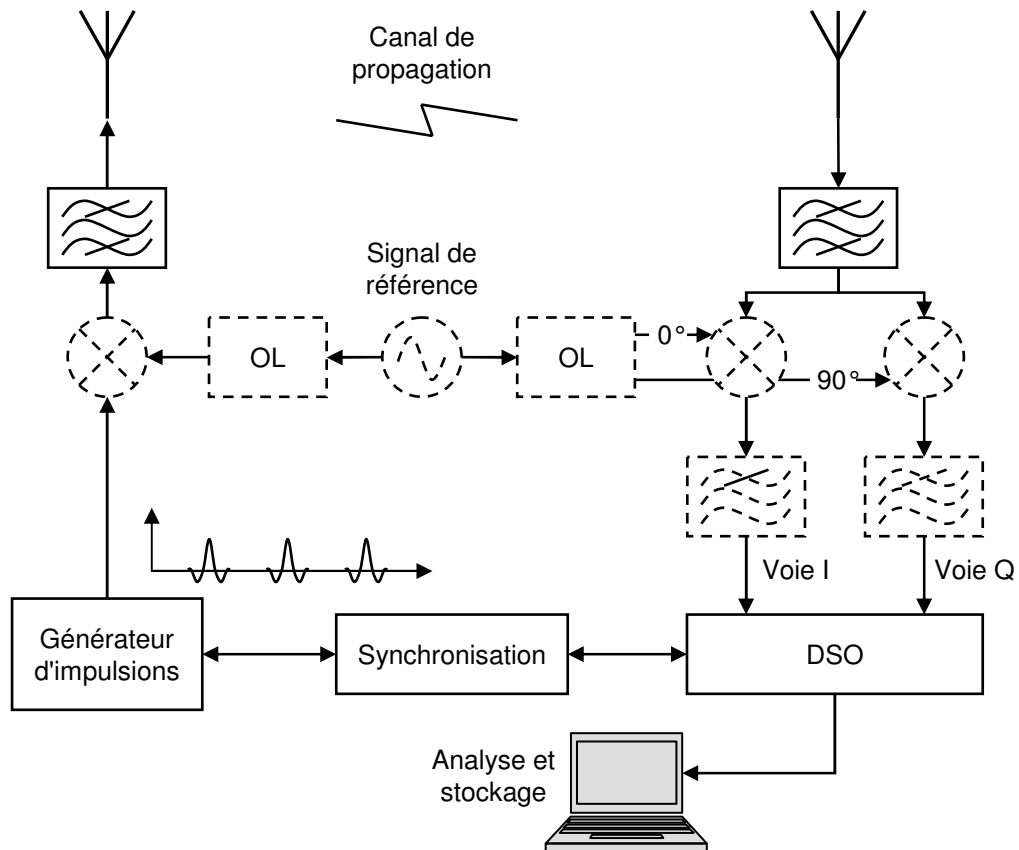 Canal de
propagation
Signal de
référence
OL
OL
0°
90°
Voie I
Voie Q
Générateur
d'impulsions
Synchronisation
DSO
Analyse et
stockage